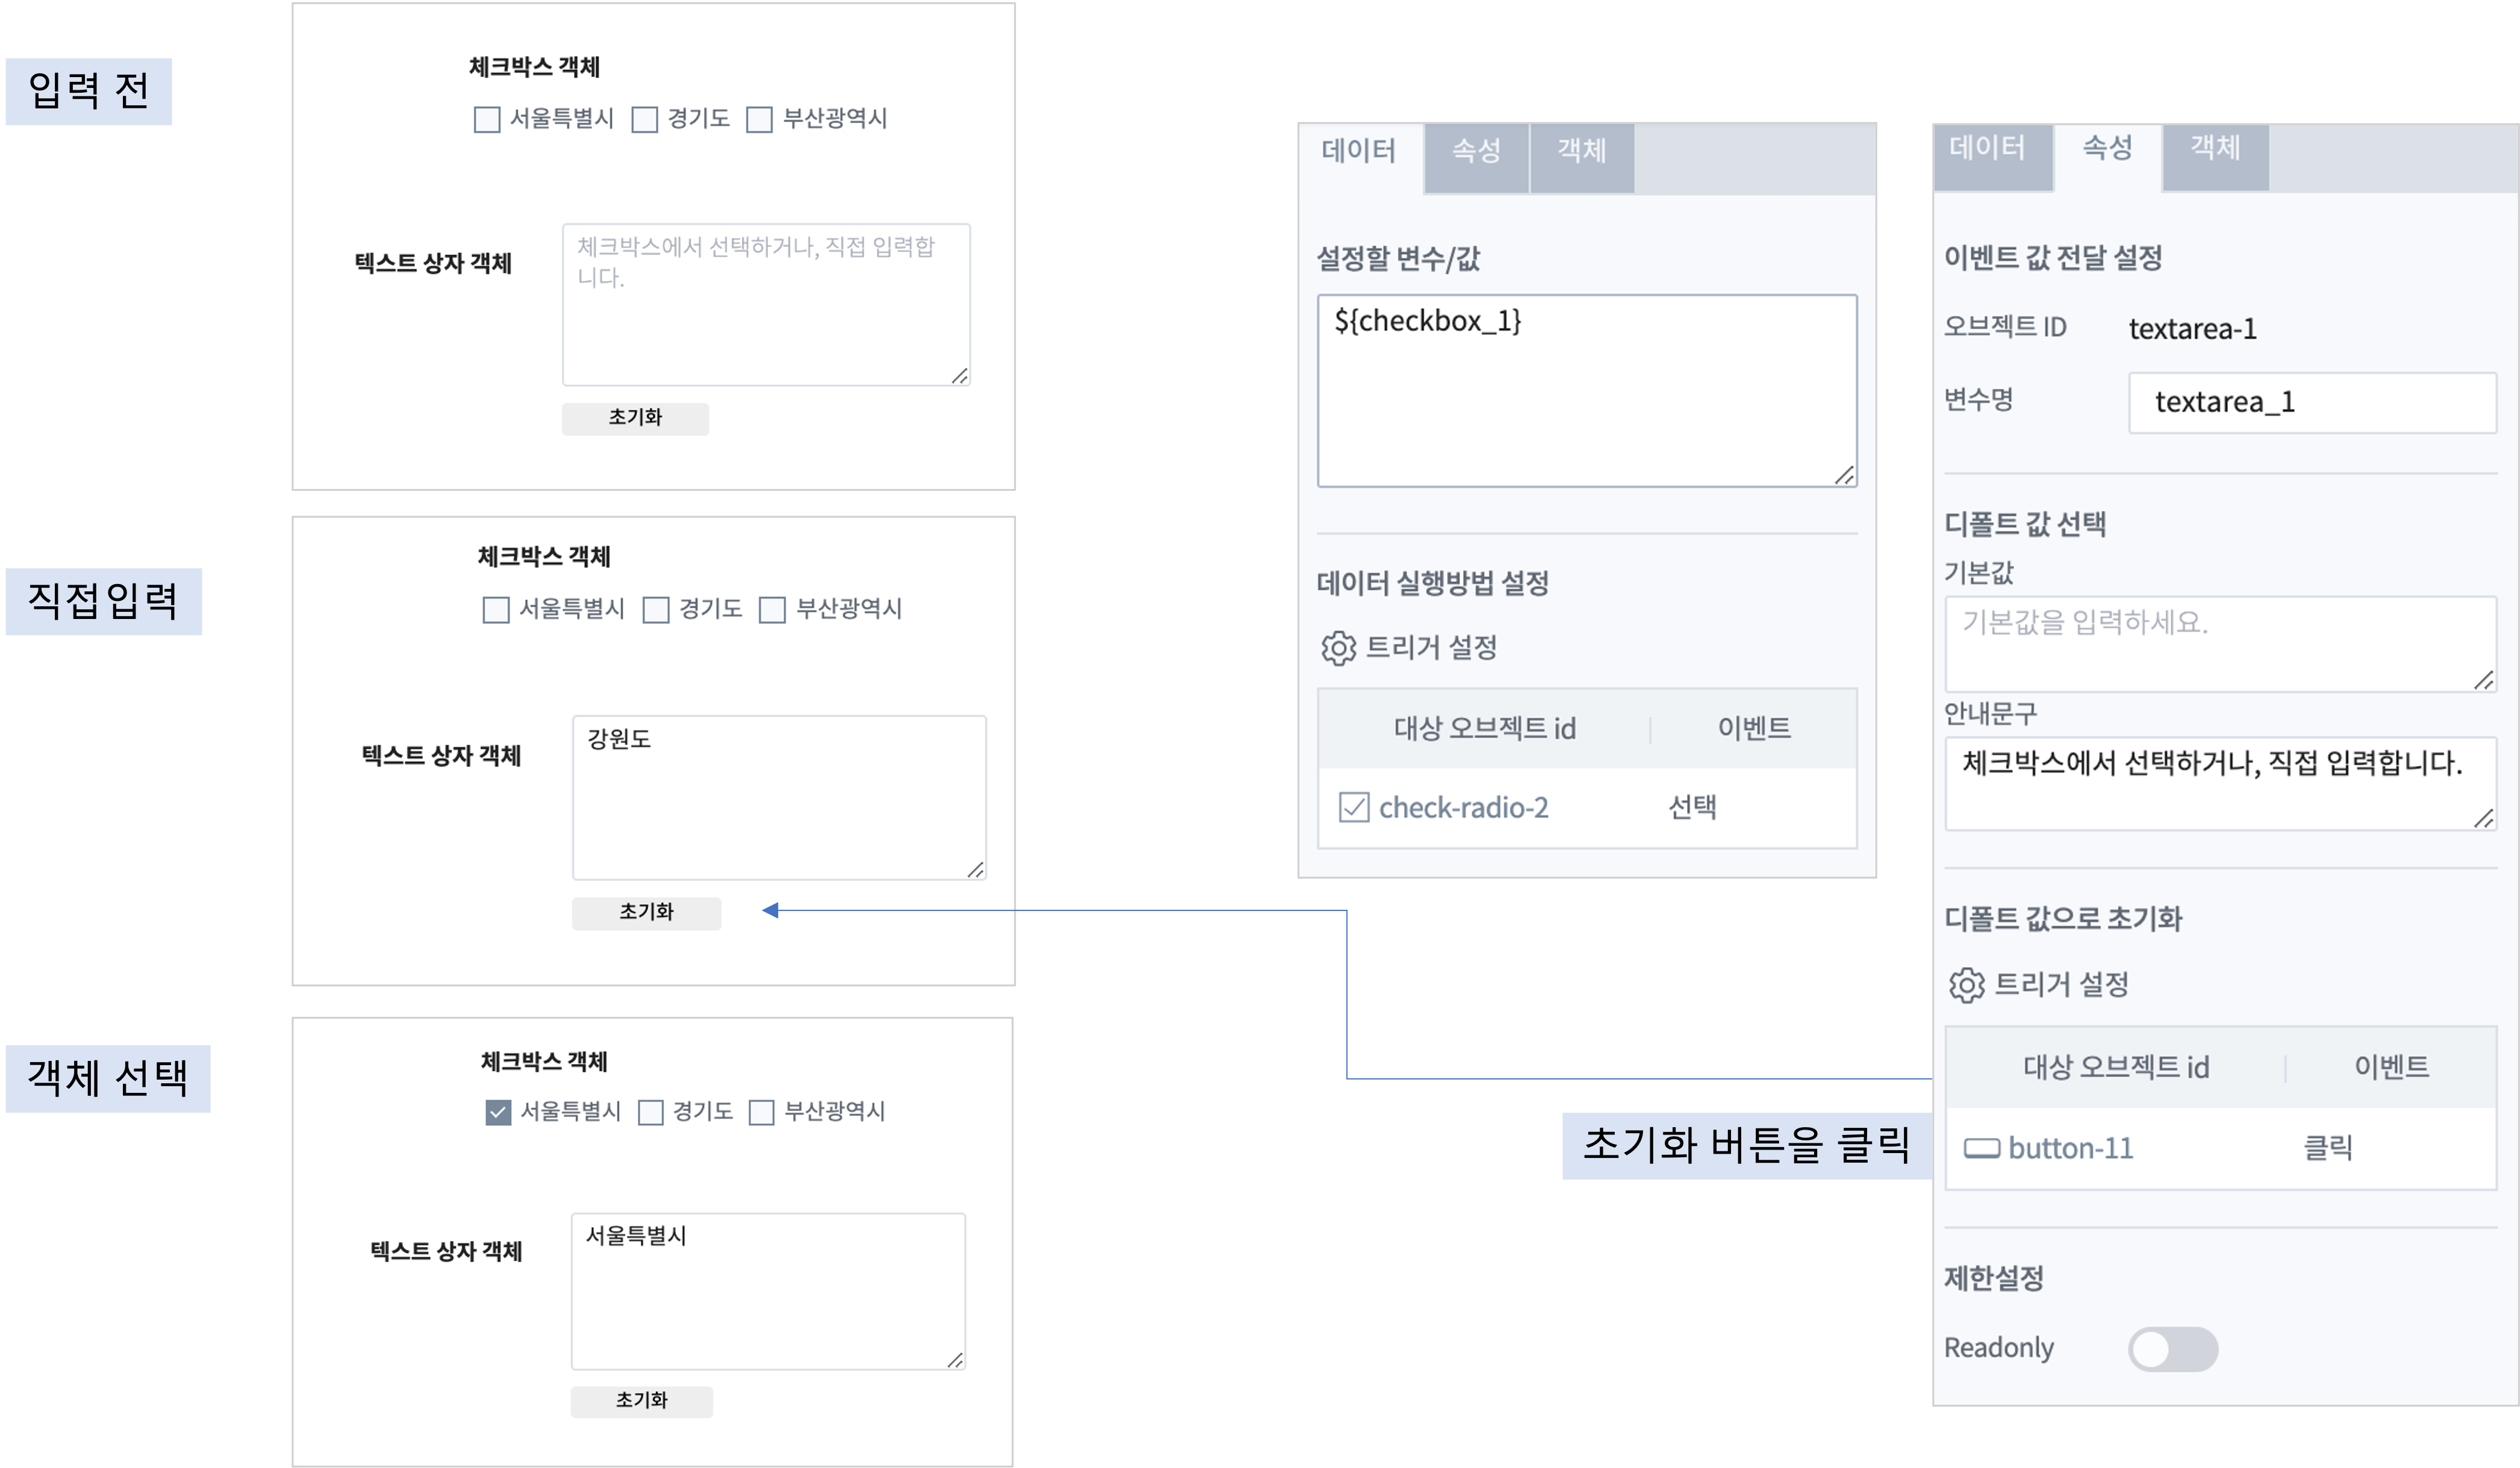 입력 전
체크박스 객체
서울특별시 경기도 부산광역시
텍스트 상자 객체
체크박스에서 선택하거나, 직접 입력합
니다.
초기화
직접입력
체크박스 객체
서울특별시 경기도 부산광역시
텍스트 상자 객체
강원도
초기화
객체 선택
체크박스 객체
서울특별시 경기도 부산광역시
텍스트 상자 객체
서울특별시
초기화
데이터 속성 객체
설정할 변수/값
${checkbox_1}
데이터 실행방법 설정
트리거 설정
대상 오브젝트 id 이벤트
check-radio-2 선택
초기화 버튼을 클릭
데이터 속성 객체
이벤트 값 전달 설정
오브젝트 ID textarea-1
변수명 textarea_1
디폴트 값 선택
기본값
기본값을 입력하세요.
안내문구
체크박스에서 선택하거나, 직접 입력합니다.
디폴트 값으로 초기화
트리거 설정
대상 오브젝트 id 이벤트
button-11 클릭
제한설정
Readonly